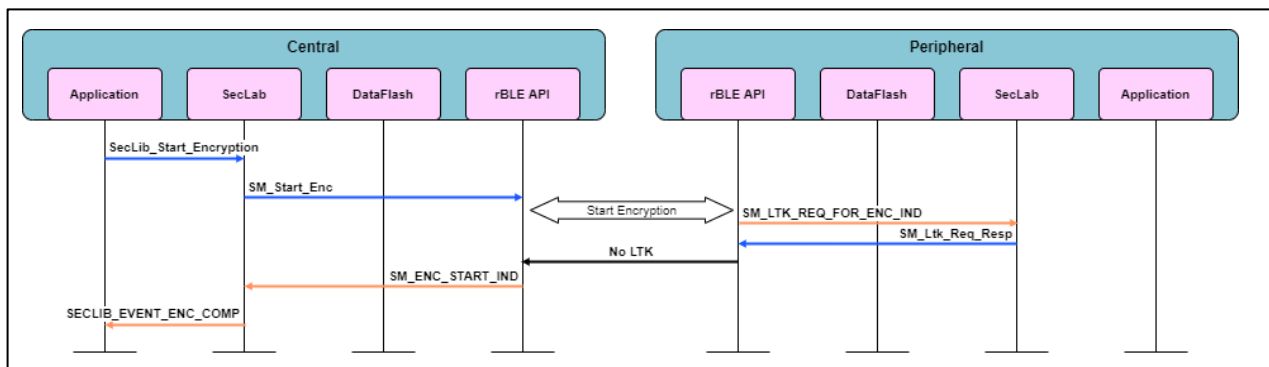 Central
Peripheral
Application
SecLab
DataFlash
rBLE API
rBLE API
DataFlash
SecLab
Application
SecLib_Start_Encryption
SM_Start_Enc
Start Encryption
SM_LTK_REQ_FOR_ENC_IND
SM_Ltk_Req_Resp
No LTK
SM_ENC_START_IND
SECLIB_EVENT_ENC_COMP